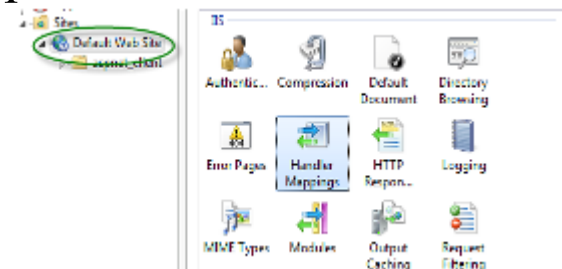 Sites
Default Web Site
aspnet_client
IIS
Authentic... Compression Default Document Directory Browsing
Error Pages Handler Mappings HTTP Respon... Logging
MIME Types Modules Output Caching Request Filtering